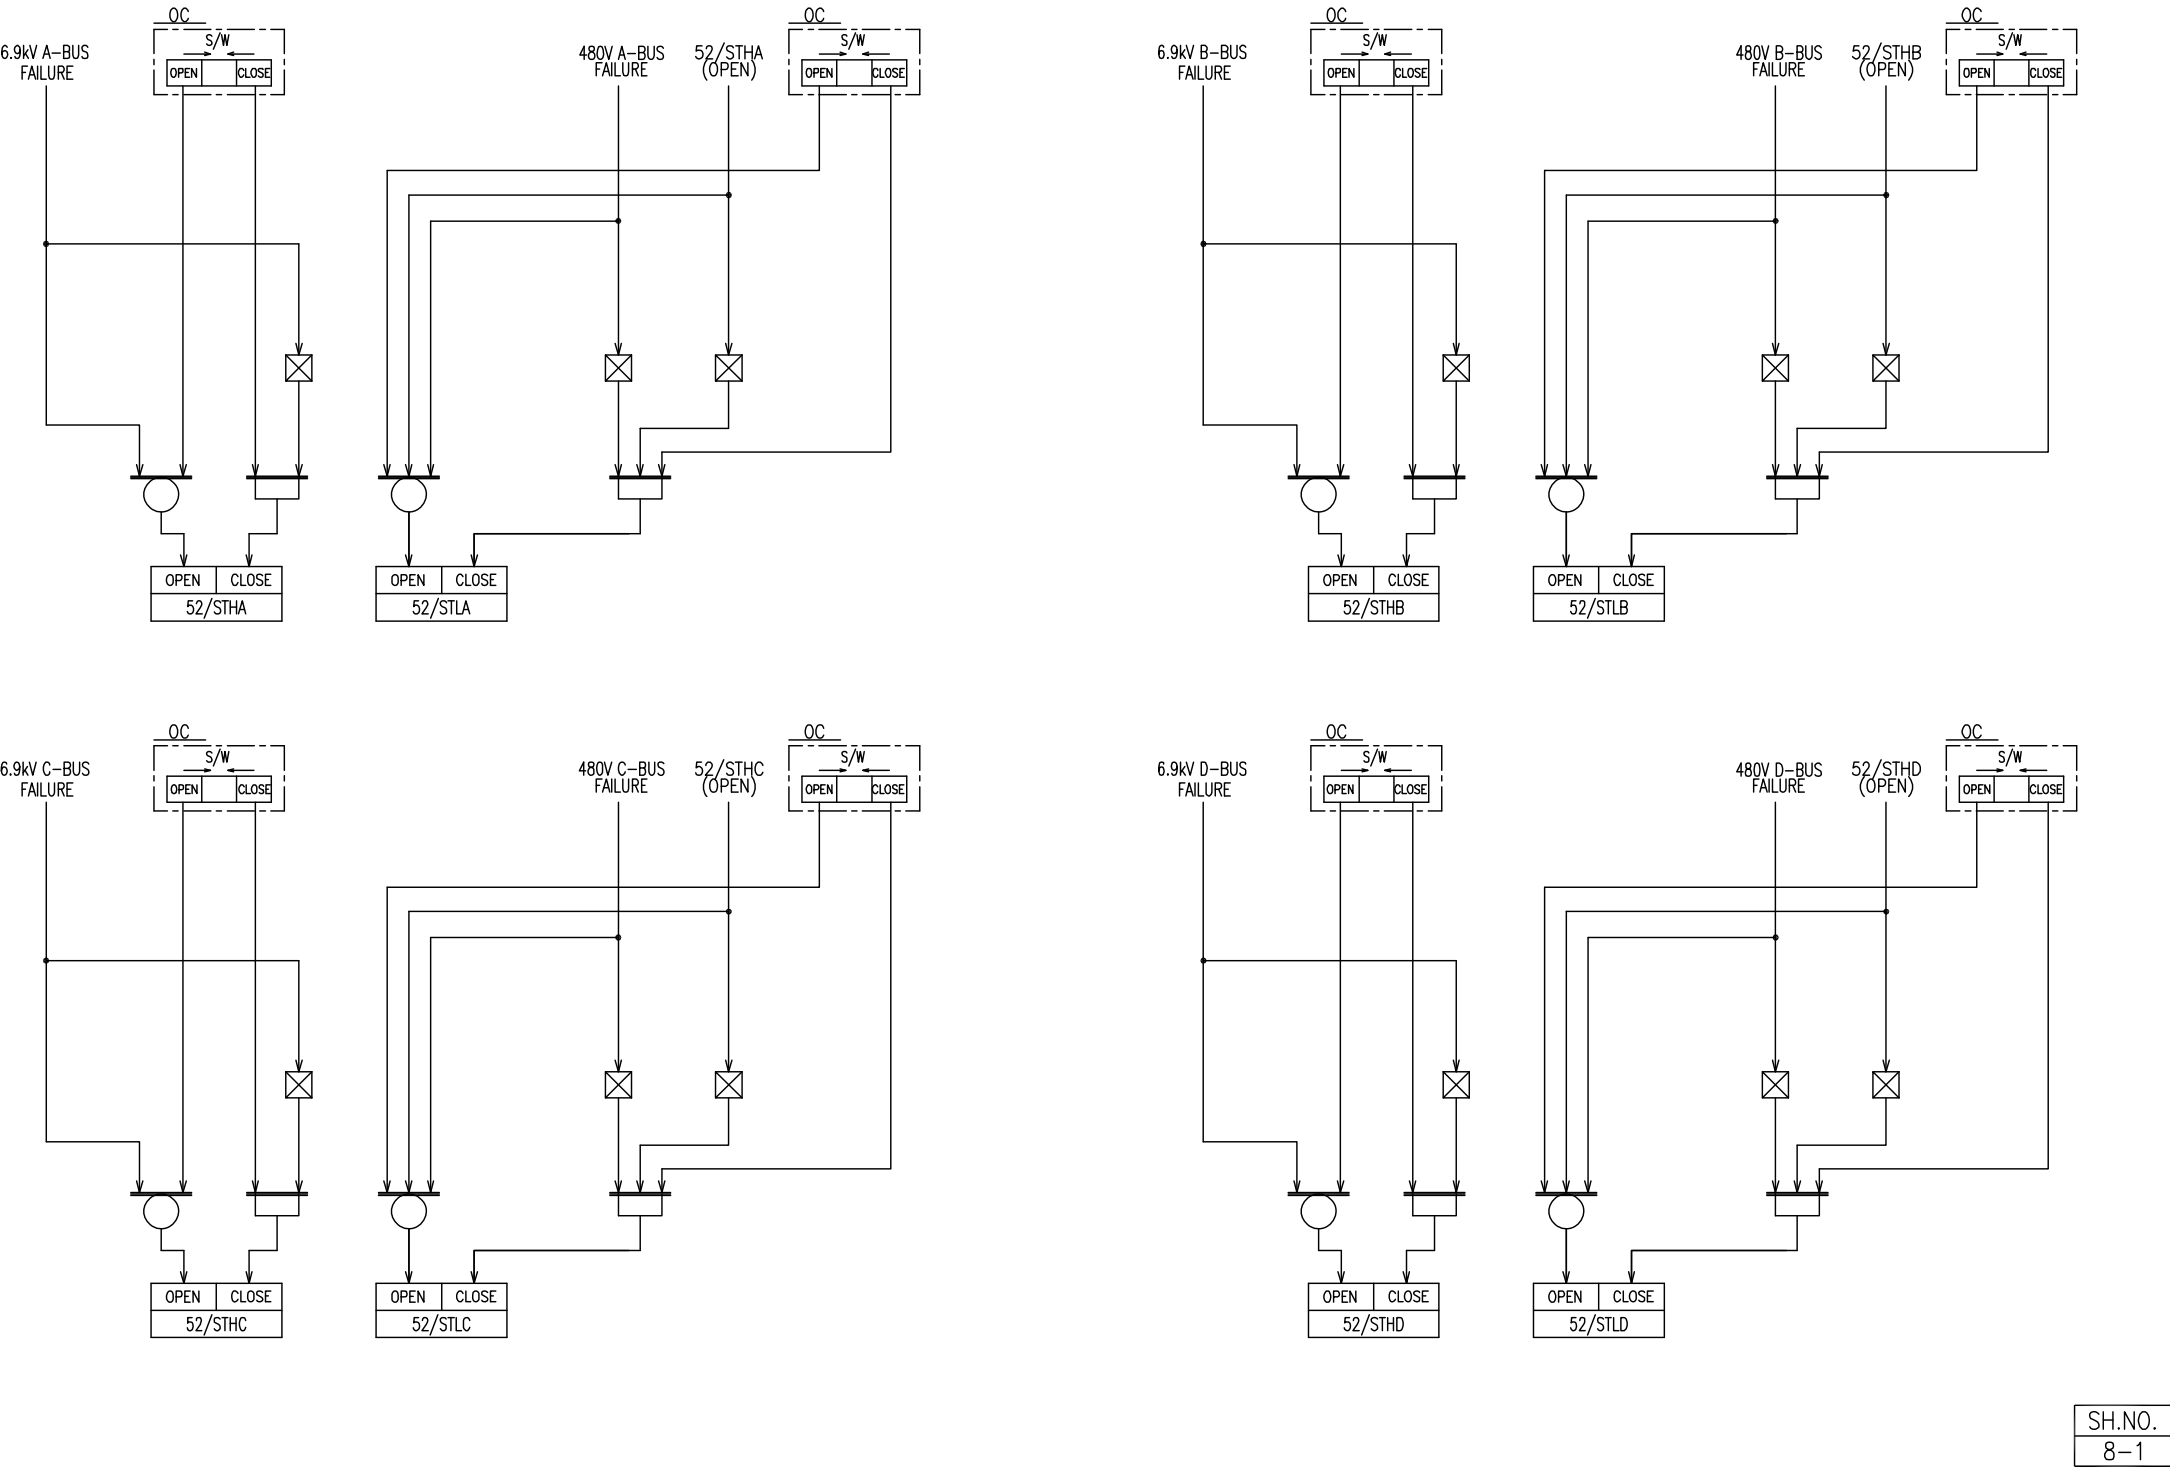 OC
S/W
6.9kV A-BUS
FAILURE
OPEN CLOSE
480V A-BUS
FAILURE
52/STHA
(OPEN)
OC
S/W
OPEN CLOSE
OPEN CLOSE
52/STHA
OPEN CLOSE
52/STLA
OC
S/W
6.9kV B-BUS
FAILURE
OPEN CLOSE
480V B-BUS
FAILURE
52/STHB
(OPEN)
OC
S/W
OPEN CLOSE
OPEN CLOSE
52/STHB
OPEN CLOSE
52/STLB
OC
S/W
6.9kV C-BUS
FAILURE
OPEN CLOSE
480V C-BUS
FAILURE
52/STHC
(OPEN)
OC
S/W
OPEN CLOSE
OPEN CLOSE
52/STHC
OPEN CLOSE
52/STLC
OC
S/W
6.9kV D-BUS
FAILURE
OPEN CLOSE
480V D-BUS
FAILURE
52/STHD
(OPEN)
OC
S/W
OPEN CLOSE
OPEN CLOSE
52/STHD
OPEN CLOSE
52/STLD
SH.NO.
8-1